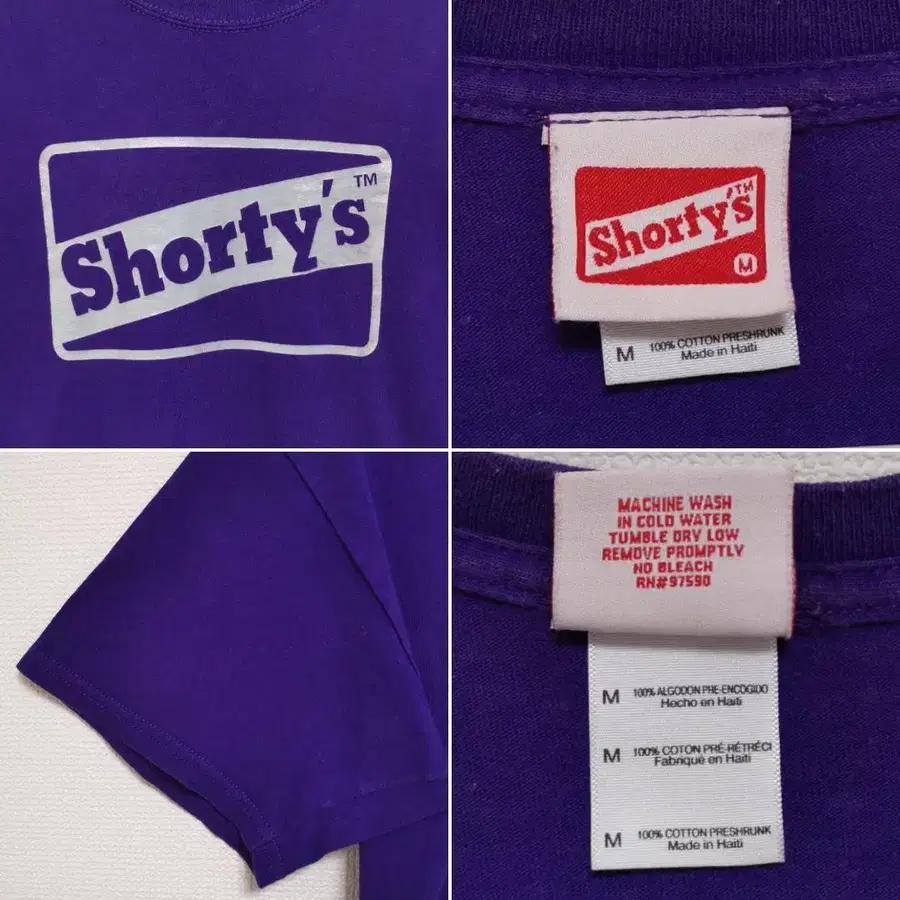 Shorty's™
Shorty's™
M
M 100% COTTON PRESHRUNK
Made in Haiti
MACHINE WASH
IN COLD WATER
TUMBLE DRY LOW
REMOVE PROMPTLY
NO BLEACH
RN#97590
M 100% ALGODON PRE-ENCOGIDO
Hecho en Haiti
M 100% COTON PRÉ-RÉTRÉCI
Fabriqué en Haiti
M 100% COTTON PRESHRUNK
Made in Haiti